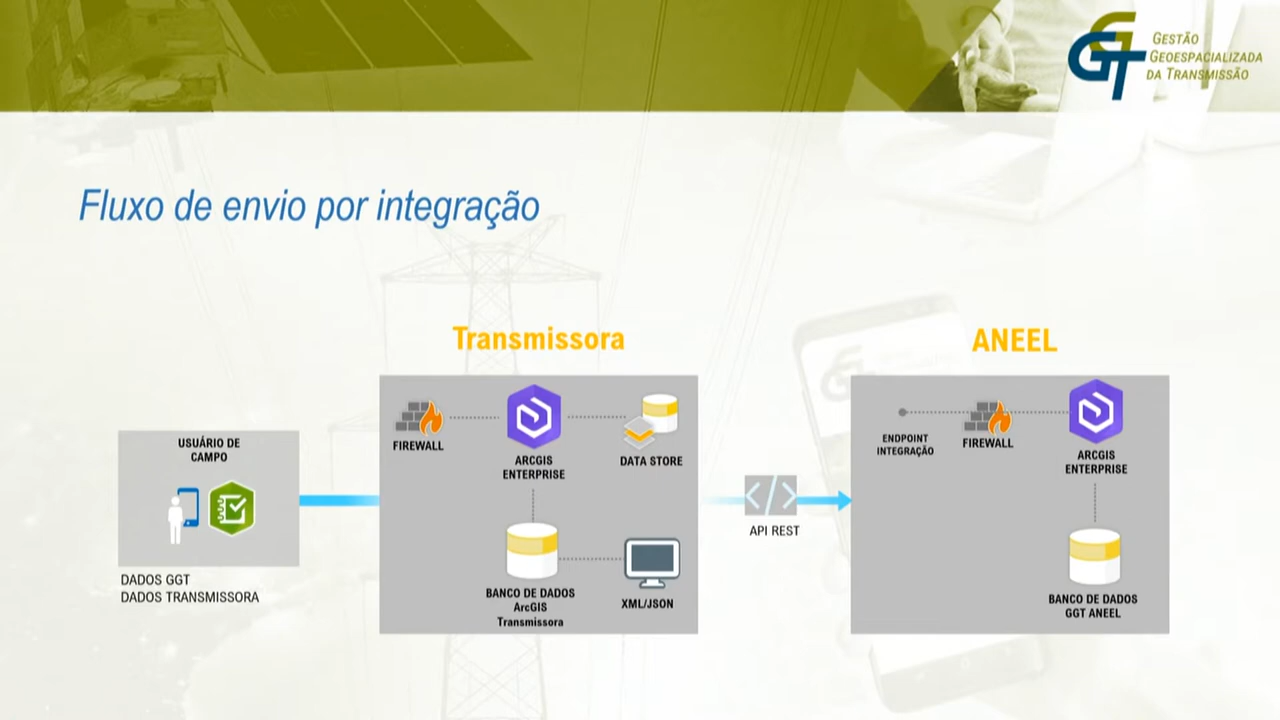 GESTÃO
GEOESPACIALIZADA
DA TRANSMISSÃO
Fluxo de envio por integração
Transmissora
ANEEL
USUÁRIO DE
CAMPO
DADOS GGT
DADOS TRANSMISSORA
FIREWALL
ARCGIS
ENTERPRISE
DATA STORE
BANCO DE DADOS
ArcGIS
Transmissora
XML/JSON
</>
API REST
ENDPOINT
INTEGRAÇÃO
FIREWALL
ARCGIS
ENTERPRISE
BANCO DE DADOS
GGT ANEEL